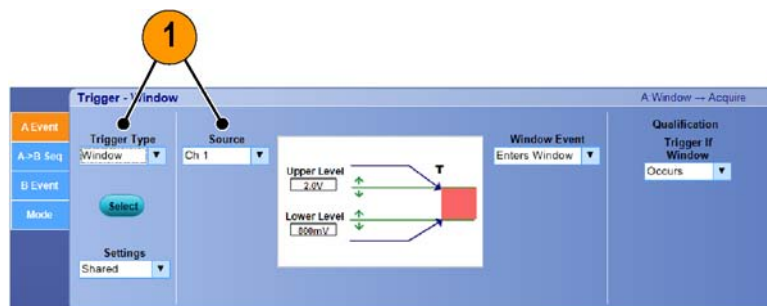 1
Trigger - Window
A Window → Acquire
A Event
A->B Seq
B Event
Mode
Trigger Type
Window
Select
Settings
Shared
Source
Ch 1
Upper Level
2.0V
Lower Level
800mV
T
Window Event
Enters Window
Qualification
Trigger If
Window
Occurs